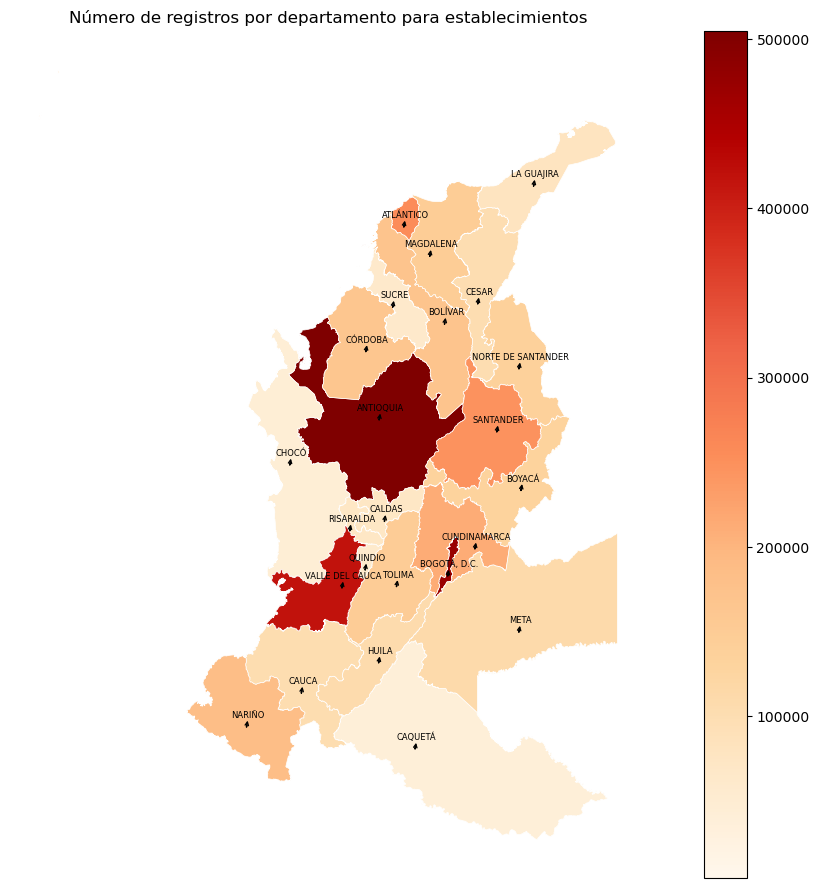 Número de registros por departamento para establecimientos
500000
400000
300000
200000
100000
LA GUAJIRA
ATLÁNTICO
MAGDALENA
CESAR
SUCRE
BOLÍVAR
CÓRDOBA
NORTE DE SANTANDER
ANTIOQUIA
SANTANDER
CHOCÓ
BOYACÁ
CALDAS
RISARALDA
CUNDINAMARCA
QUINDIO
BOGOTÁ, D.C.
VALLE DEL CAUCA
TOLIMA
META
HUILA
CAUCA
NARIÑO
CAQUETÁ